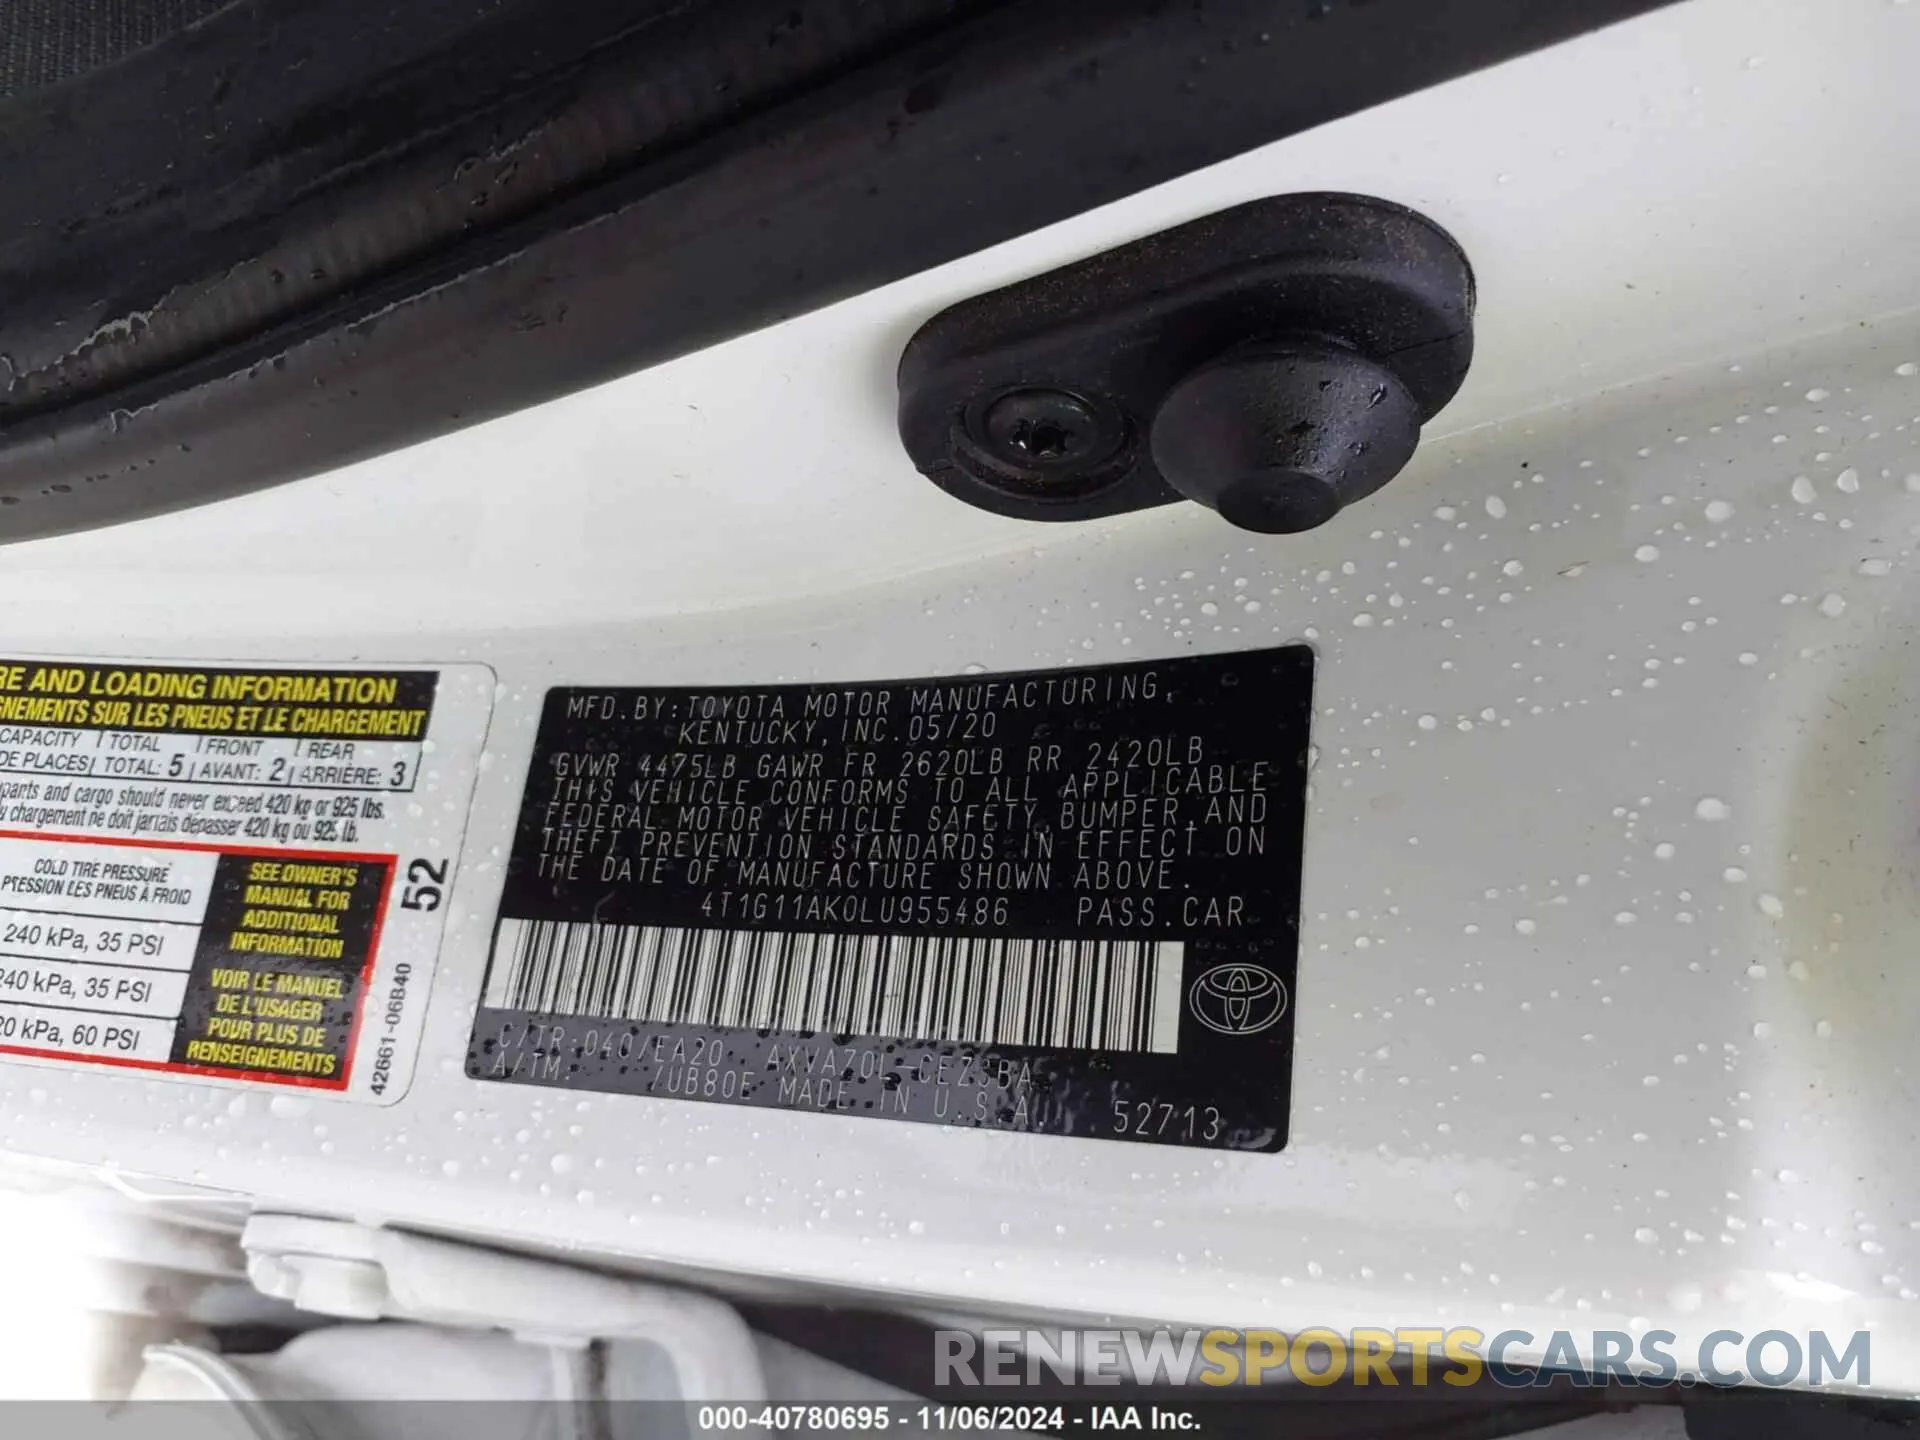 RE AND LOADING INFORMATION
GNEMENTS SUR LES PNEUS ET LE CHARGEMENT
CAPACITY TOTAL FRONT REAR
DE PLACES TOTAL: 5 AVANT: 2 ARRIÈRE: 3
pants and cargo should never exceed 420 kg or 925 lbs.
chargement ne doit jamais dépasser 420 kg ou 925 lb.
COLD TIRE PRESSURE
PRESSION DES PNEUS À FROID
240 kPa, 35 PSI
240 kPa, 35 PSI
20 kPa, 60 PSI
SEE OWNER'S
MANUAL FOR
ADDITIONAL
INFORMATION
VOIR LE MANUEL
DE L'USAGER
POUR PLUS DE
RENSEIGNEMENTS
52
42661-06B40
MFD.BY:TOYOTA MOTOR MANUFACTURING,
KENTUCKY,INC.05/20
GVWR 4475LB GAWR FR 2620LB RR 2420LB
THIS VEHICLE CONFORMS TO ALL APPLICABLE
FEDERAL MOTOR VEHICLE SAFETY,BUMPER,AND
THEFT PREVENTION STANDARDS IN EFFECT ON
THE DATE OF MANUFACTURE SHOWN ABOVE.
4T1G11AK0LU955486 PASS.CAR
C/TR:040/EA20 AXVA70L-CEZSBA
A/TM: /UB80E MADE IN U.S.A. 52713
RENEWSPORTSCARS.COM
000-40780695 - 11/06/2024 - IAA Inc.